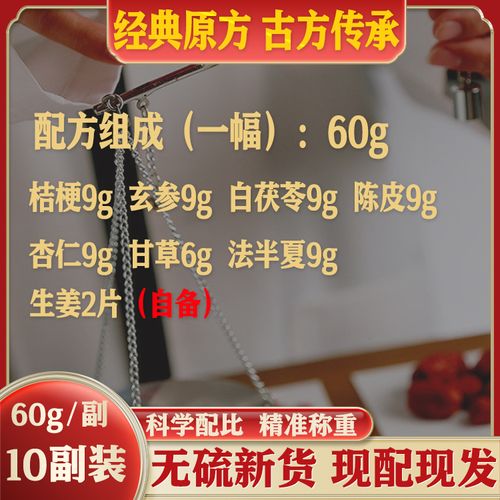 经典原方 古方传承
配方组成（一幅）：60g
桔梗9g 玄参9g 白茯苓9g 陈皮9g
杏仁9g 甘草6g 法半夏9g
生姜2片（自备）
60g/副
10副装
科学配比 精准称重
无硫新货 现配现发